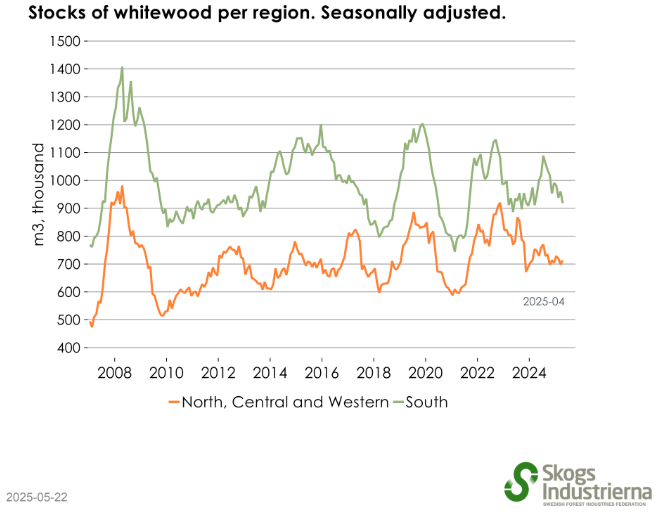 Stocks of whitewood per region. Seasonally adjusted.
1500
1400
1300
1200
1100
1000
900
800
700
600
500
400
m3, thousand
2025-04
2008 2010 2012 2014 2016 2018 2020 2022 2024
North, Central and Western South
2025-05-22
Skogs
Industrierna
SWEDISH FOREST INDUSTRIES FEDERATION